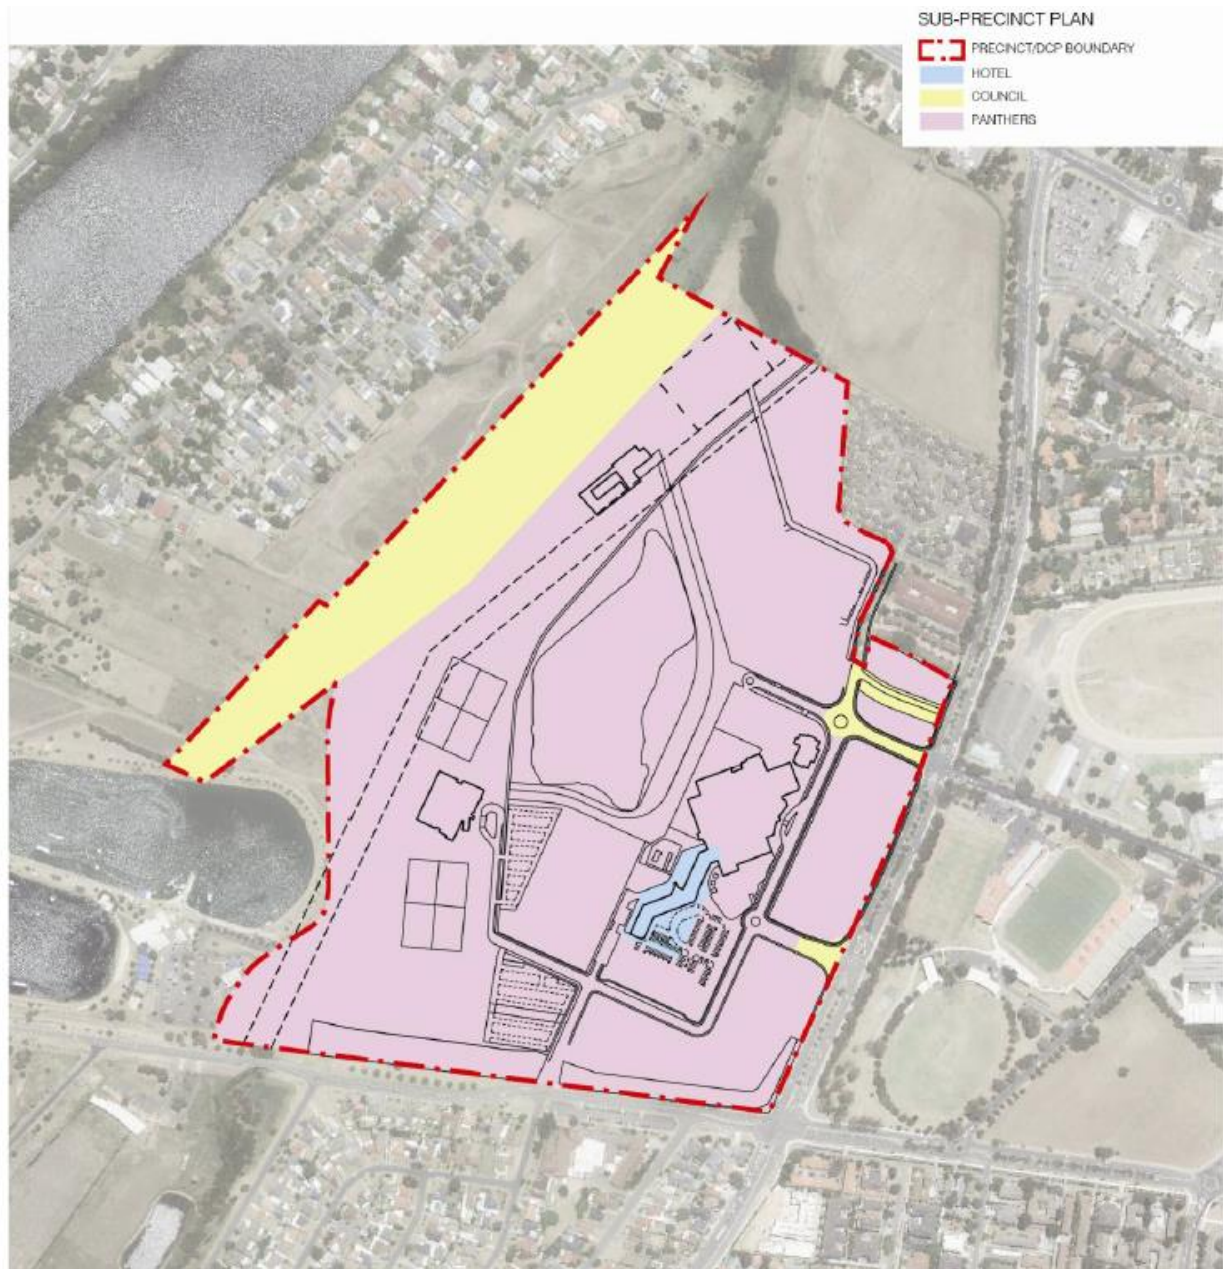 SUB-PRECINCT PLAN
PRECINCT/DCP BOUNDARY
HOTEL
COUNCIL
PANTHERS